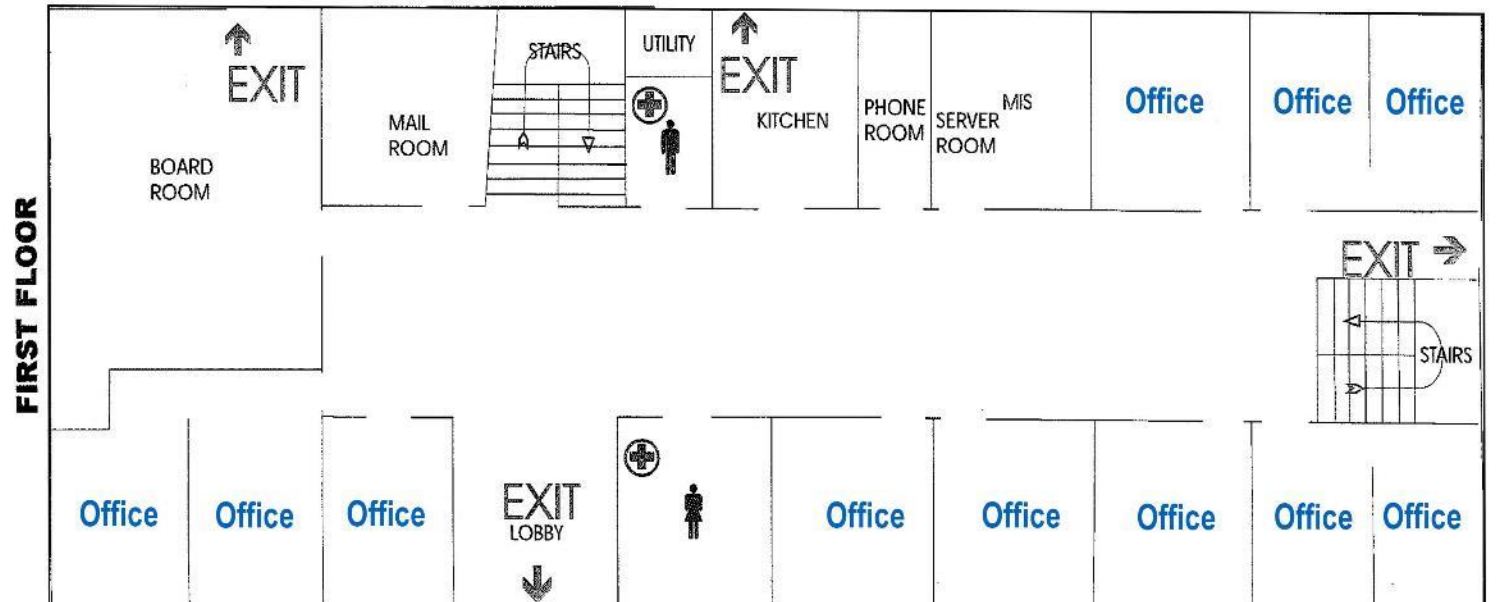 FIRST FLOOR
EXIT
BOARD
ROOM
MAIL
ROOM
STAIRS
UTILITY
EXIT
KITCHEN
PHONE
ROOM
SERVER
ROOM
MIS
Office
Office
Office
EXIT
STAIRS
Office
Office
Office
EXIT
LOBBY
Office
Office
Office
Office
Office